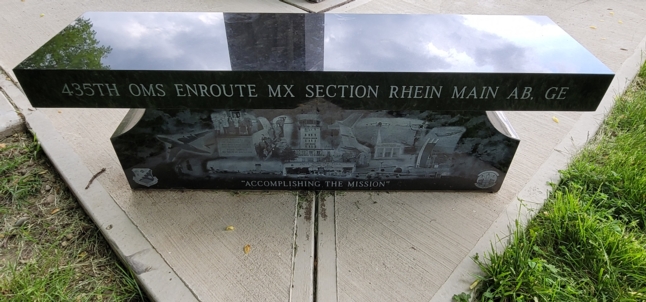 435TH OMS ENROUTE MX SECTION RHEIN MAIN AB, GE
"ACCOMPLISHING THE MISSION"